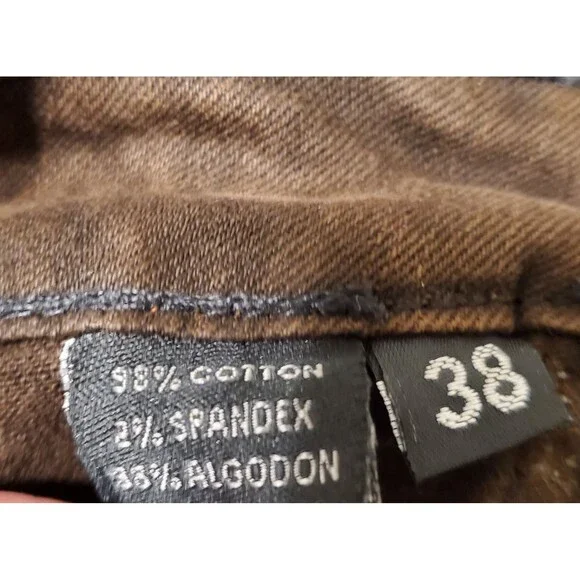 98% COTTON
2% SPANDEX
98% ALGODON
38